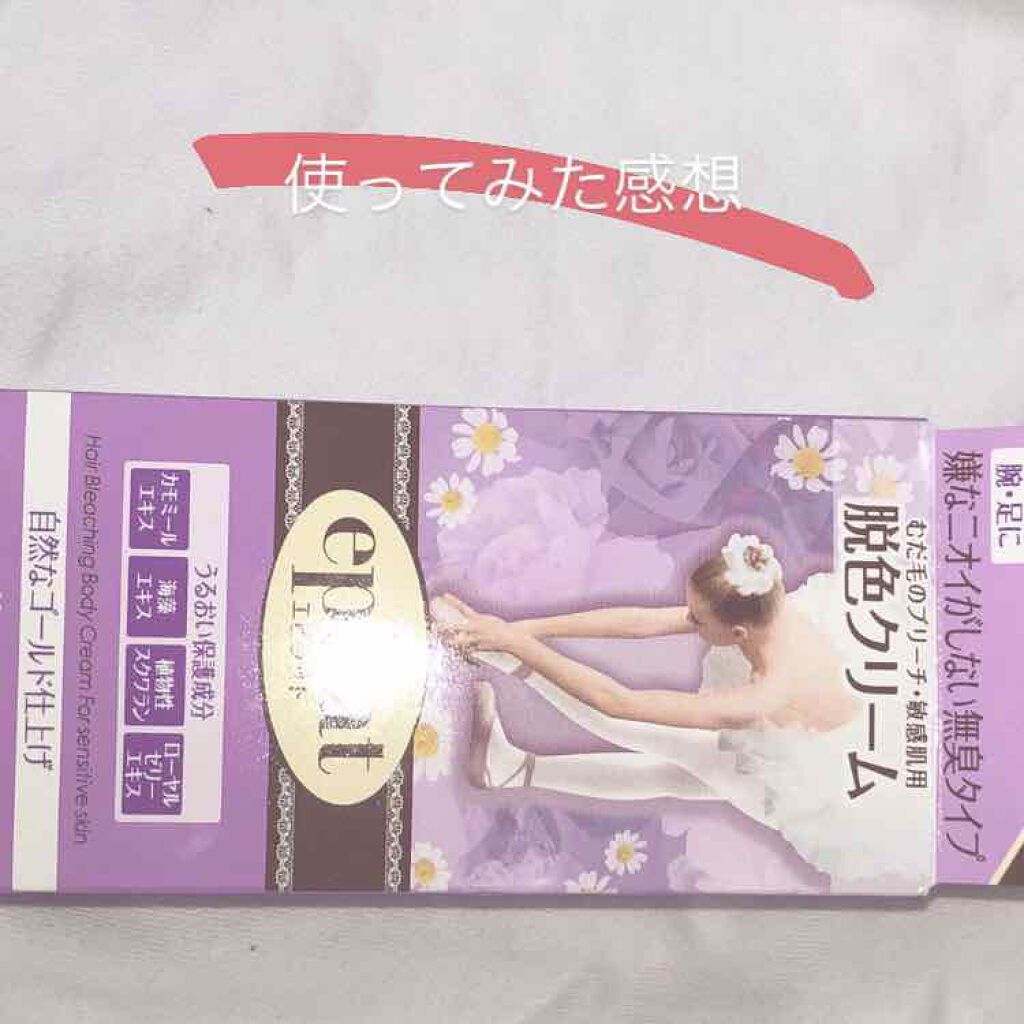 使ってみた感想
腕・足に
嫌なニオイがしない無臭タイプ
むだ毛のブリーチ・敏感肌用
脱色クリーム
エピラット
うるおい保護成分
カモミール
エキス
海藻
エキス
植物性
スクワラン
ローヤル
ゼリー
エキス
Hair Bleaching Body Cream For sensitive skin
自然なゴールド仕上げ